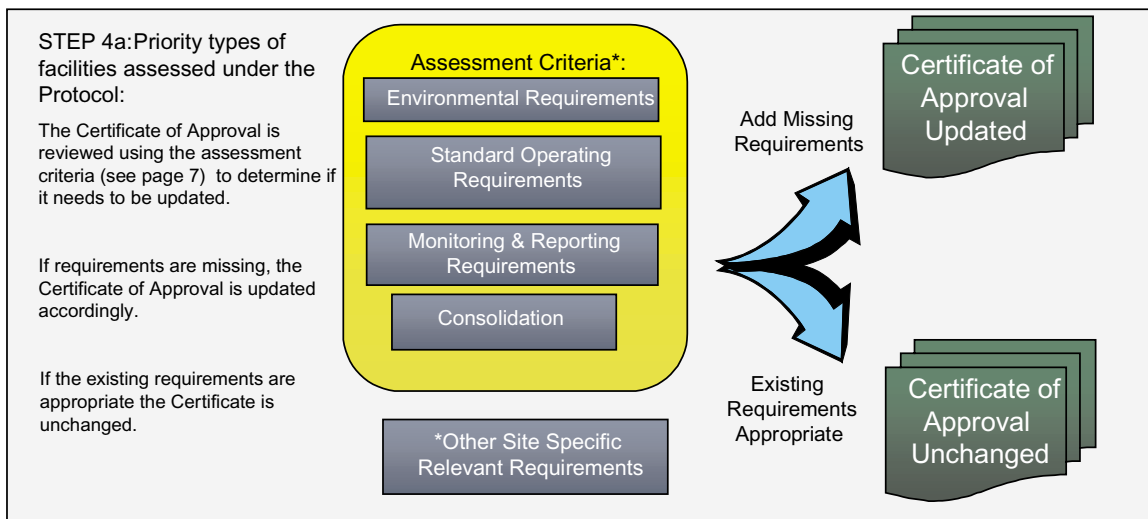 STEP 4a:Priority types of
facilities assessed under the
Protocol:
The Certificate of Approval is
reviewed using the assessment
criteria (see page 7)  to determine if
it needs to be updated.
If requirements are missing, the
Certificate of Approval is updated
accordingly.
If the existing requirements are
appropriate the Certificate is
unchanged.
Assessment Criteria*:
Environmental Requirements
Standard Operating
Requirements
Monitoring & Reporting
Requirements
Consolidation
*Other Site Specific
Relevant Requirements
Add Missing
Requirements
Existing
Requirements
Appropriate
Certificate of
Approval
Updated
Certificate of
Approval
Unchanged